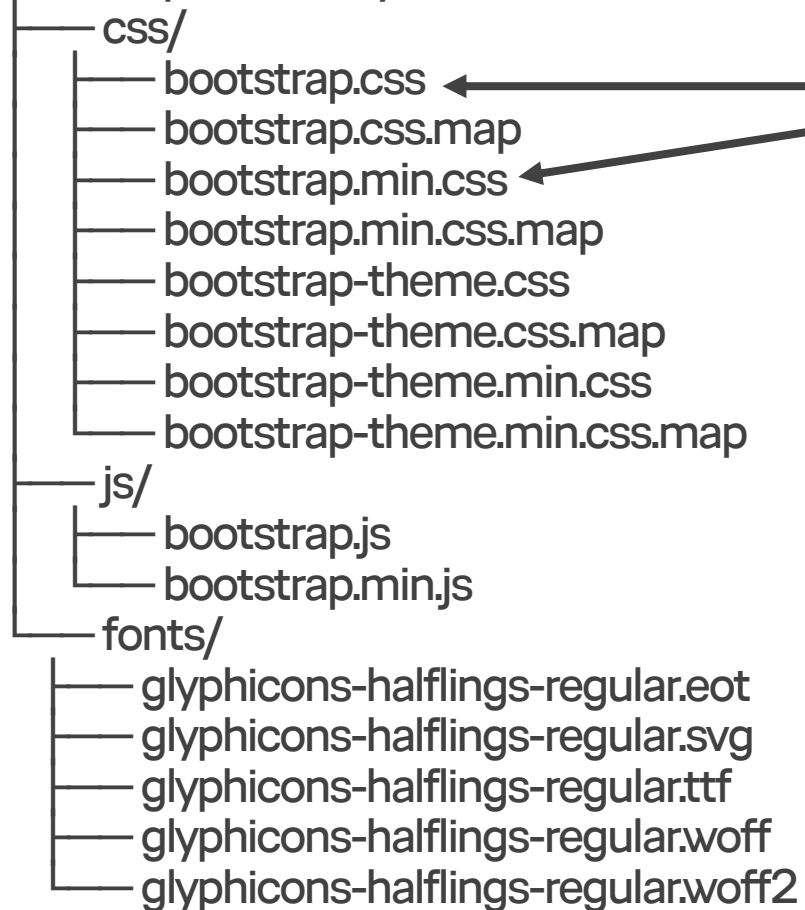 css/
bootstrap.css
bootstrap.css.map
bootstrap.min.css
bootstrap.min.css.map
bootstrap-theme.css
bootstrap-theme.css.map
bootstrap-theme.min.css
bootstrap-theme.min.css.map
js/
bootstrap.js
bootstrap.min.js
fonts/
glyphicons-halflings-regular.eot
glyphicons-halflings-regular.svg
glyphicons-halflings-regular.ttf
glyphicons-halflings-regular.woff
glyphicons-halflings-regular.woff2